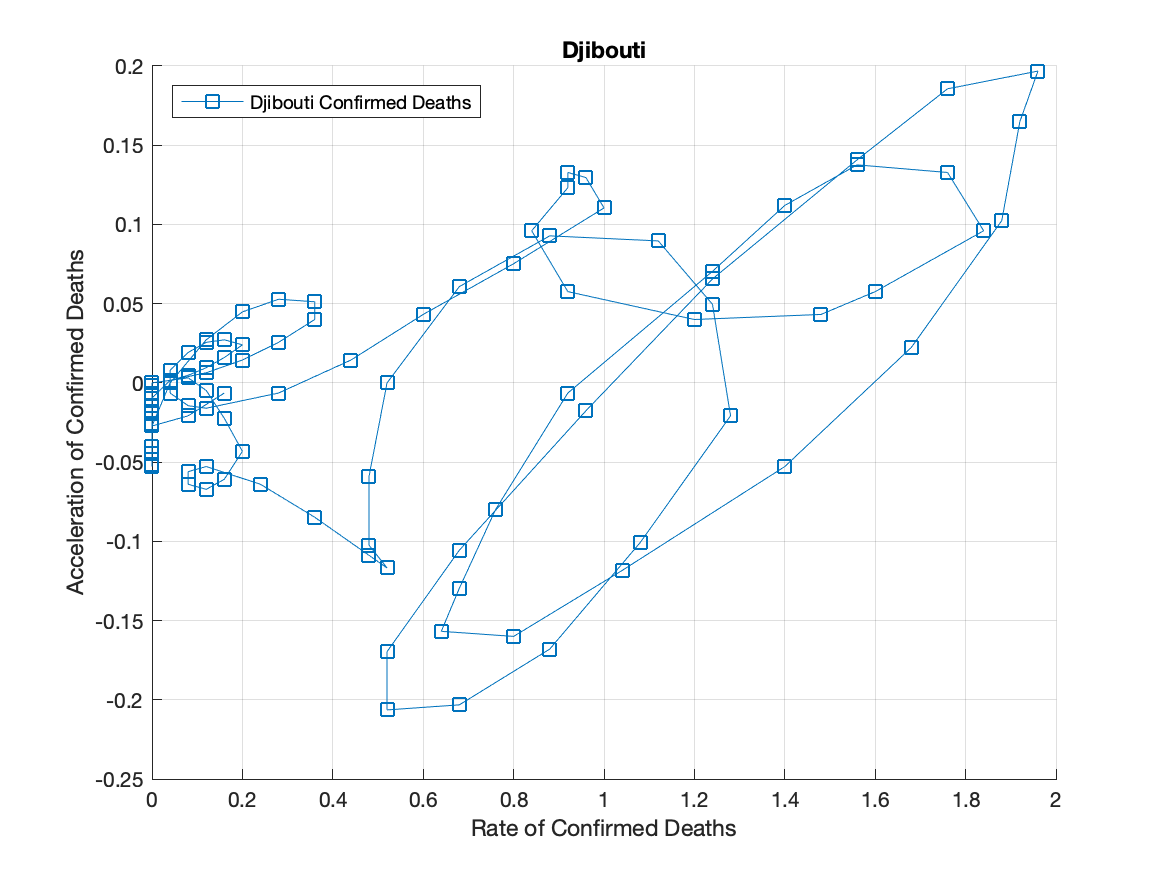 Djibouti
Djibouti Confirmed Deaths
Acceleration of Confirmed Deaths
0.2
0.15
0.1
0.05
0
-0.05
-0.1
-0.15
-0.2
-0.25
0 0.2 0.4 0.6 0.8 1 1.2 1.4 1.6 1.8 2
Rate of Confirmed Deaths